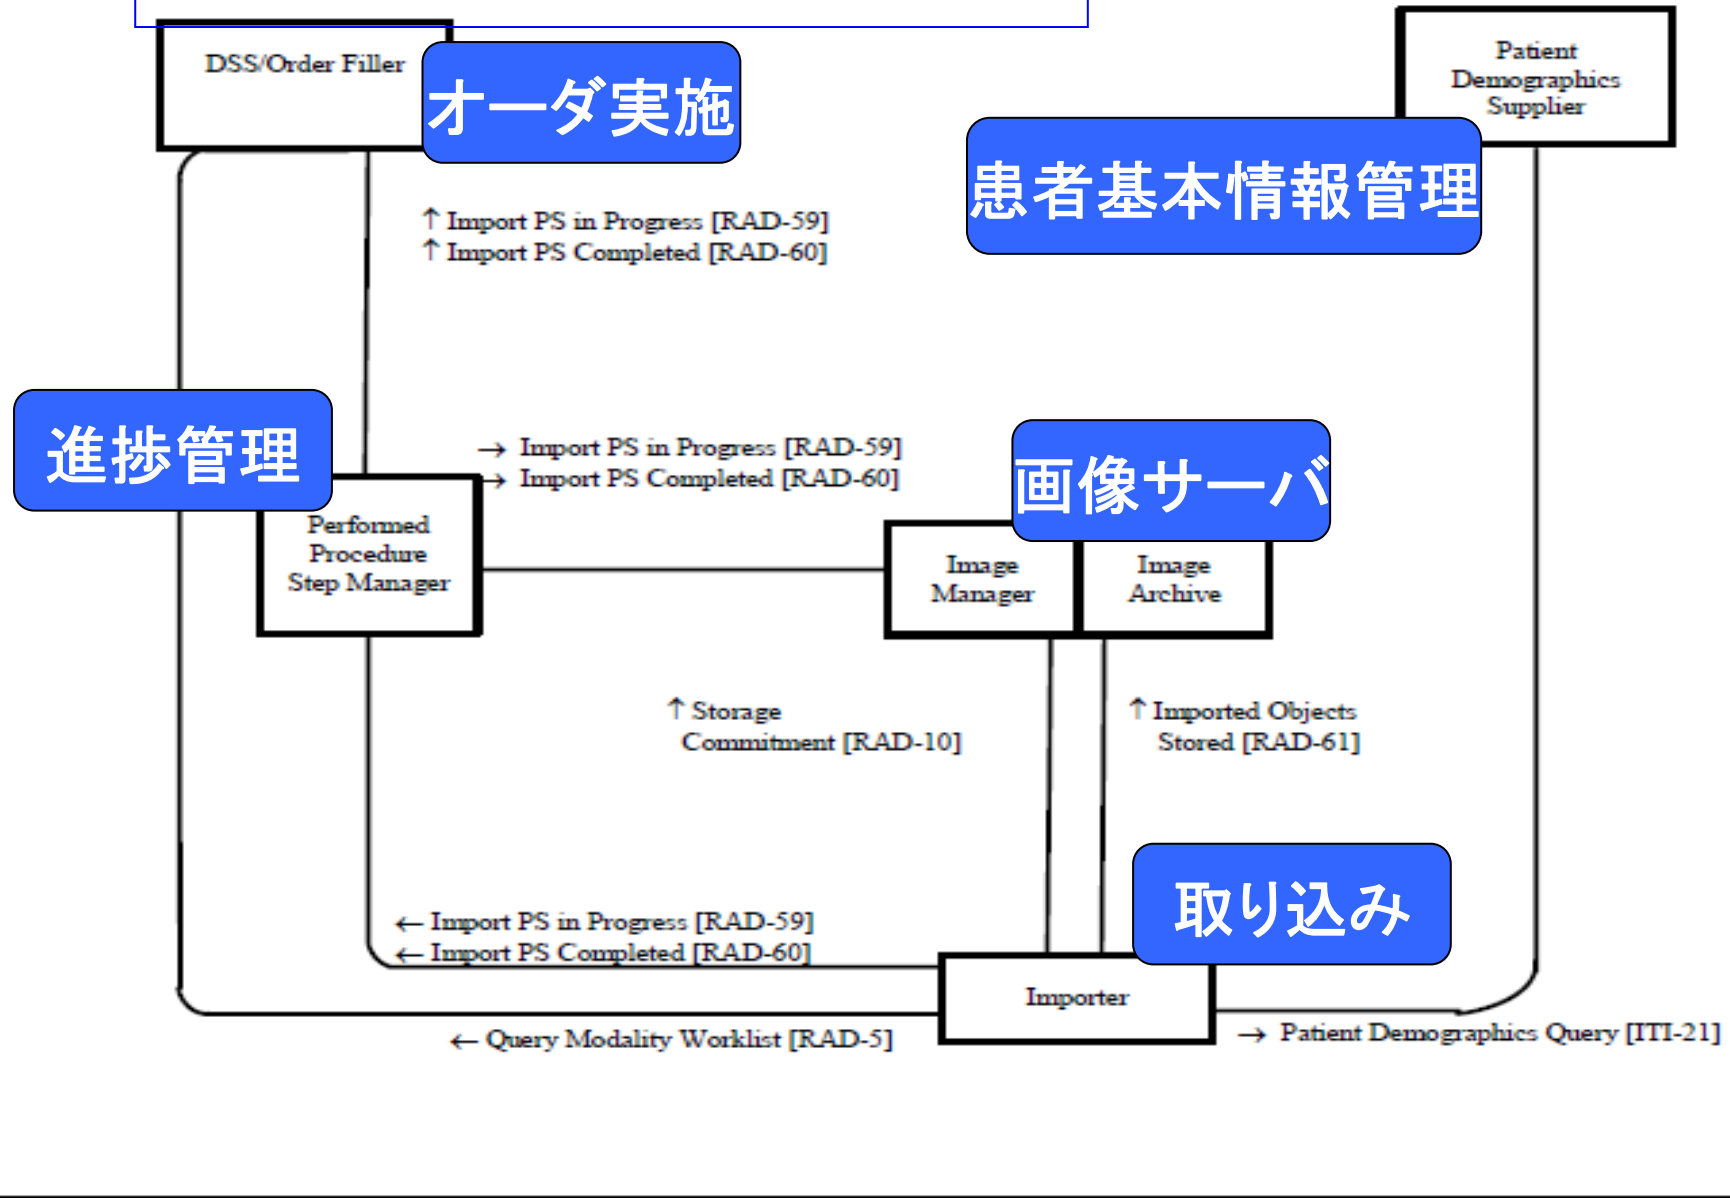 DSS/Order Filler
オーダ実施
Patient
Demographics
Supplier
患者基本情報管理
↑ Import PS in Progress [RAD-59]
↑ Import PS Completed [RAD-60]
進捗管理
→ Import PS in Progress [RAD-59]
→ Import PS Completed [RAD-60]
画像サーバ
Performed
Procedure
Step Manager
Image
Manager
Image
Archive
↑ Storage
Commitment [RAD-10]
↑ Imported Objects
Stored [RAD-61]
取り込み
← Import PS in Progress [RAD-59]
← Import PS Completed [RAD-60]
Importer
← Query Modality Worklist [RAD-5]
→ Patient Demographics Query [ITI-21]